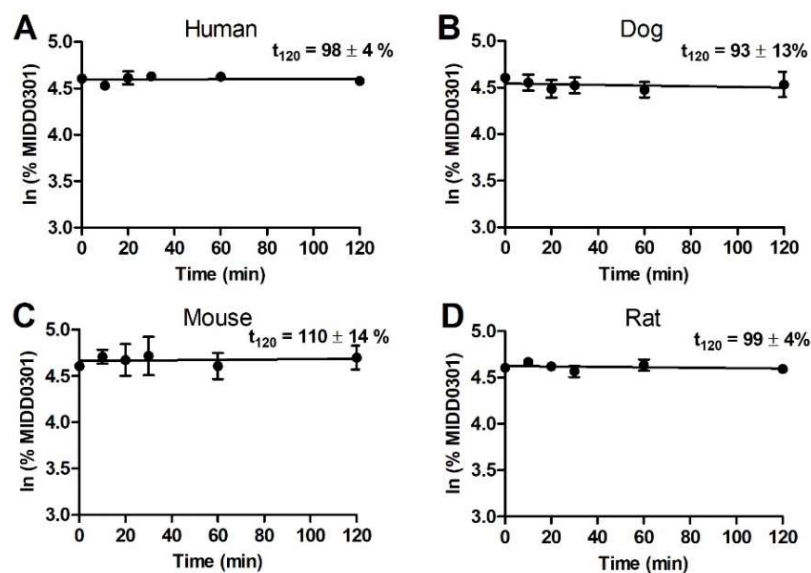 A
Human
t120 = 98 ± 4 %
ln (% MIDD0301)
5.0
4.5
4.0
3.5
3.0
0 20 40 60 80 100 120
Time (min)
B
Dog
t120 = 93 ± 13%
ln (% MIDD0301)
5.0
4.5
4.0
3.5
3.0
0 20 40 60 80 100 120
Time (min)
C
Mouse
t120 = 110 ± 14 %
ln (% MIDD0301)
5.0
4.5
4.0
3.5
3.0
0 20 40 60 80 100 120
Time (min)
D
Rat
t120 = 99 ± 4%
ln (% MIDD0301)
5.0
4.5
4.0
3.5
3.0
0 20 40 60 80 100 120
Time (min)